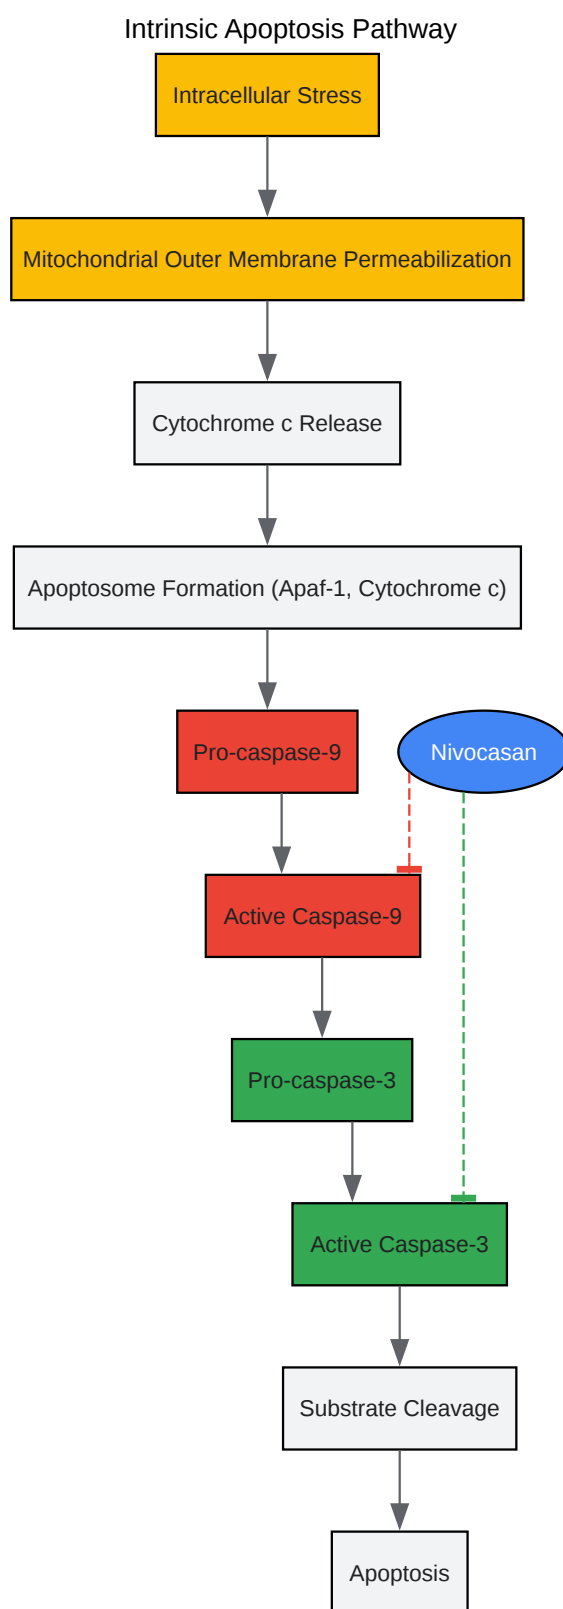 Intrinsic Apoptosis Pathway
Intracellular Stress
Mitochondrial Outer Membrane Permeabilization
Cytochrome c Release
Apoptosome Formation (Apaf-1, Cytochrome c)
Pro-caspase-9
Nivocasan
Active Caspase-9
Pro-caspase-3
Active Caspase-3
Substrate Cleavage
Apoptosis